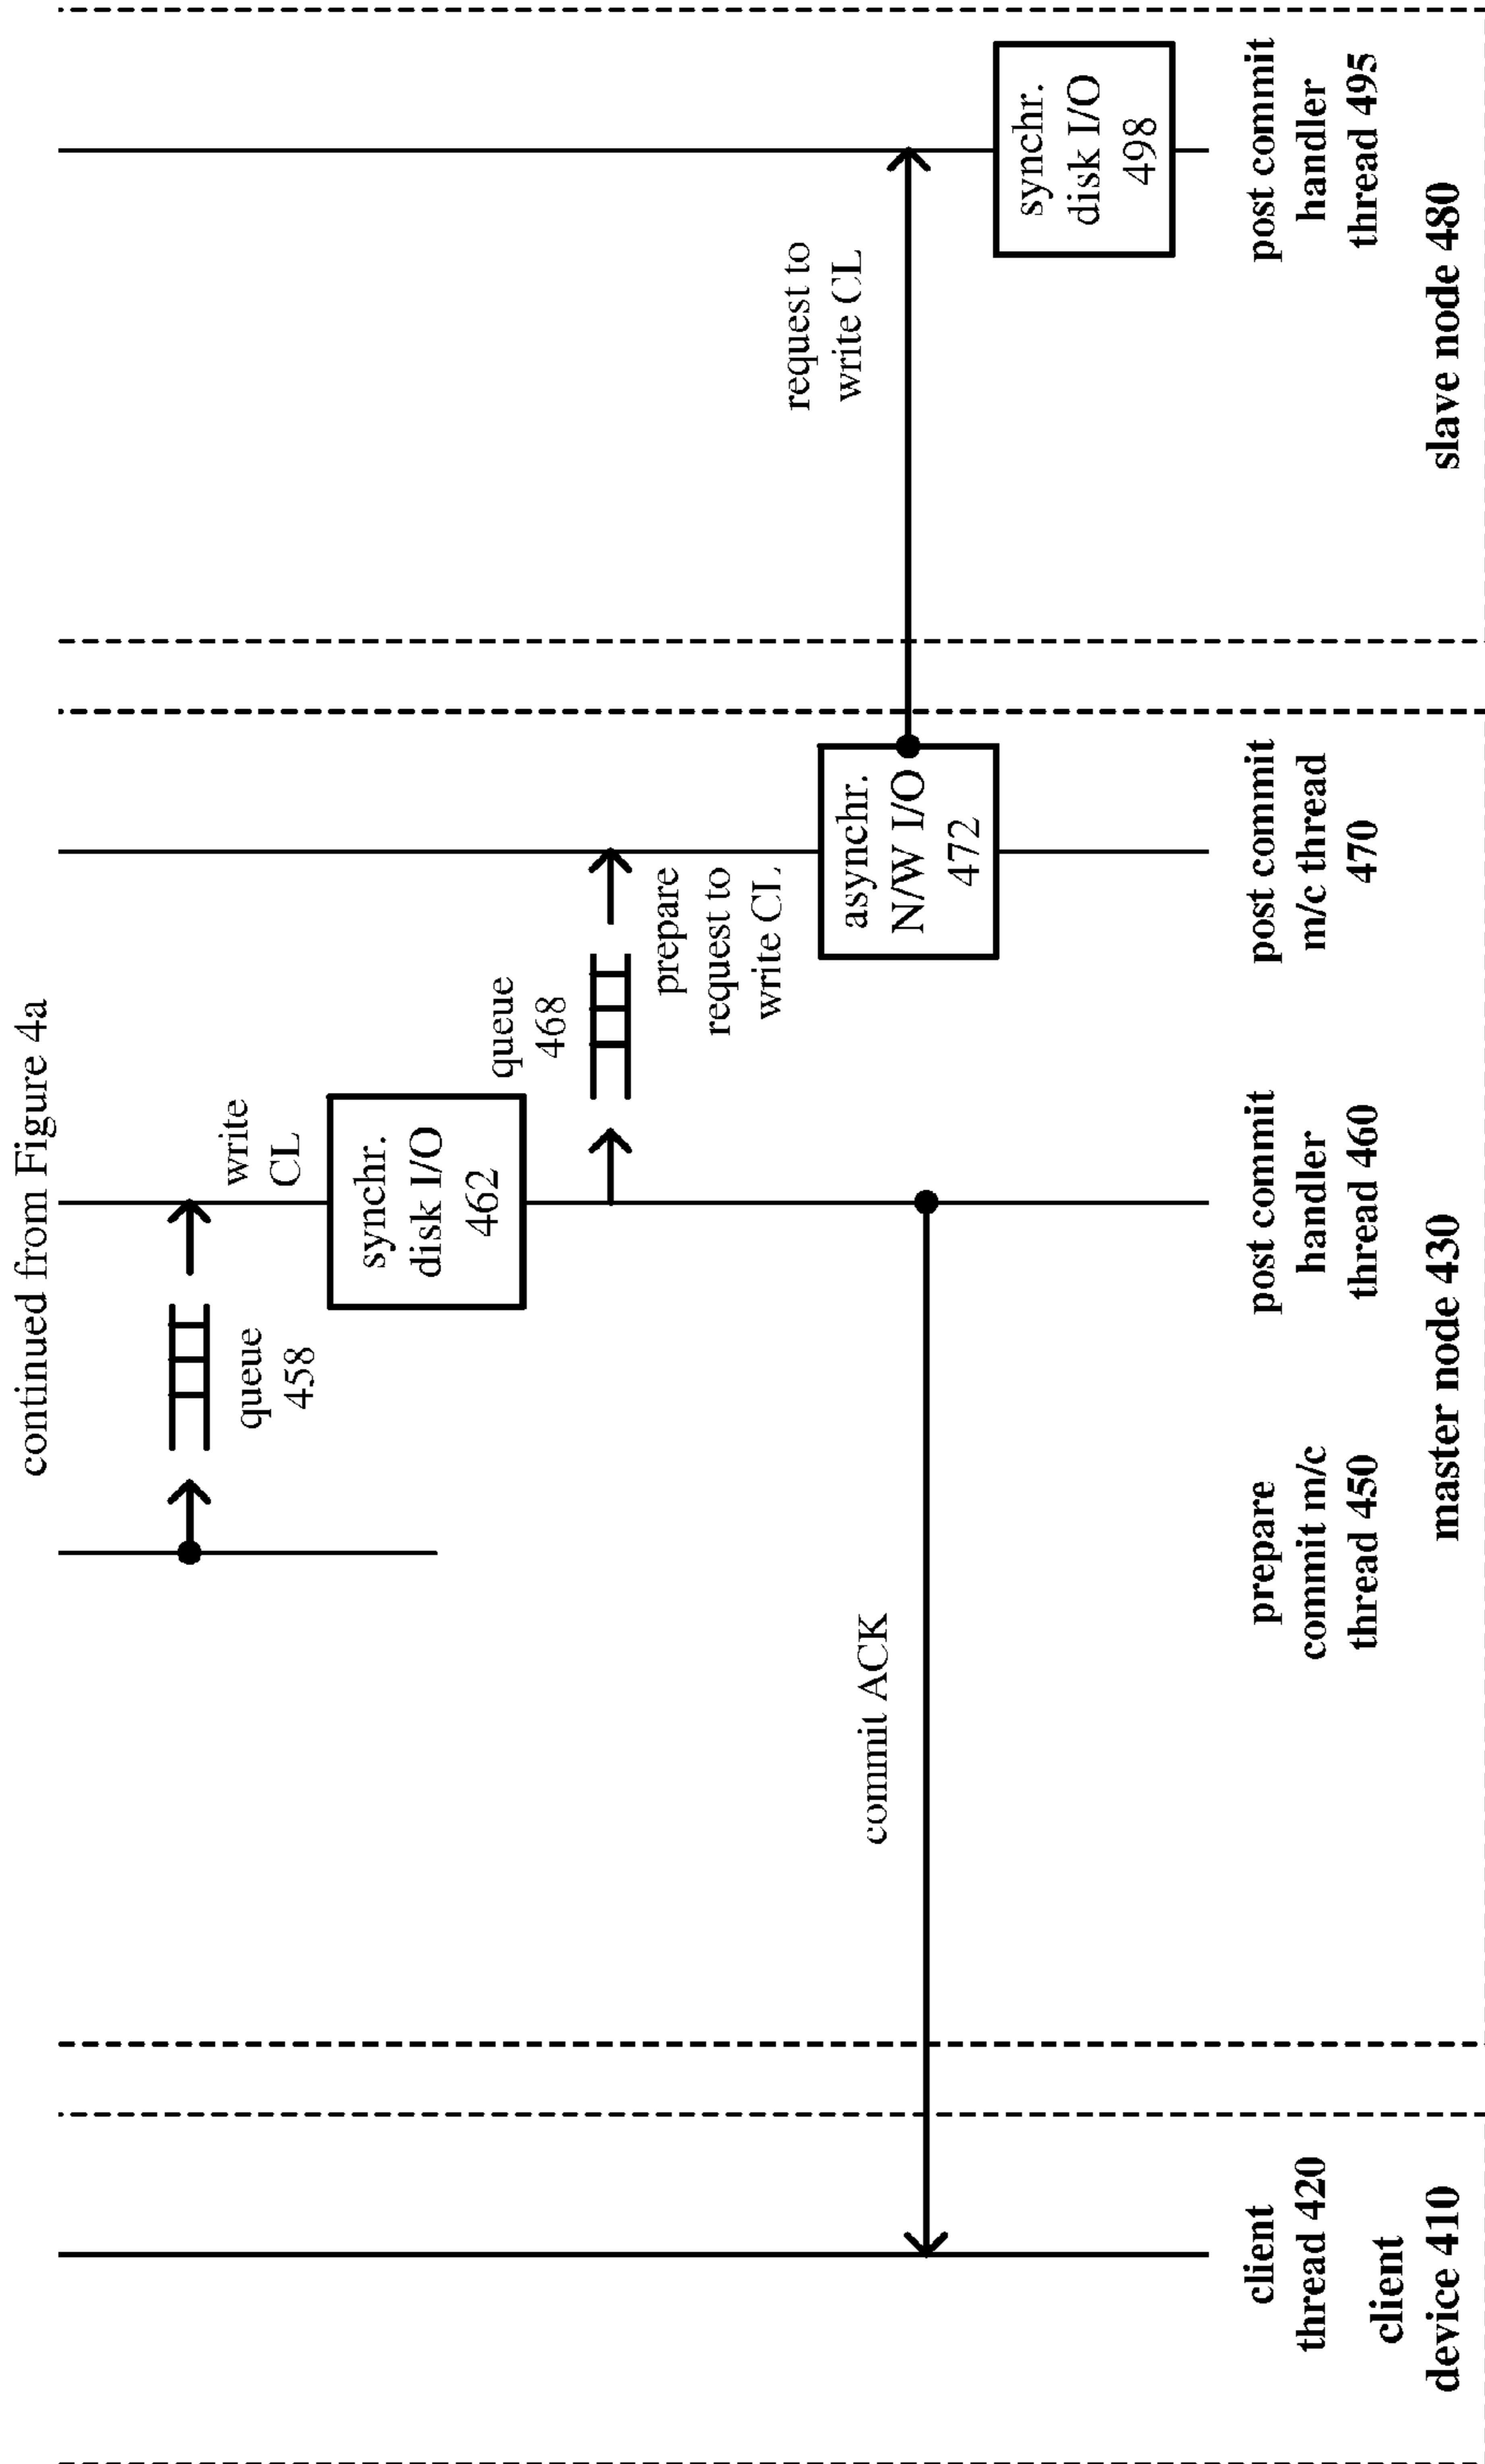 continued from Figure 4a
queue
458
write
CL
synchr.
disk I/O
462
queue
468
prepare
request to
write CL
asynchr.
N/W I/O
472
request to
write CL
commit ACK
synchr.
disk I/O
498
client
thread 420
client
device 410
prepare
commit m/c
thread 450
post commit
handler
thread 460
post commit
m/c thread
470
master node 430
post commit
handler
thread 495
slave node 480